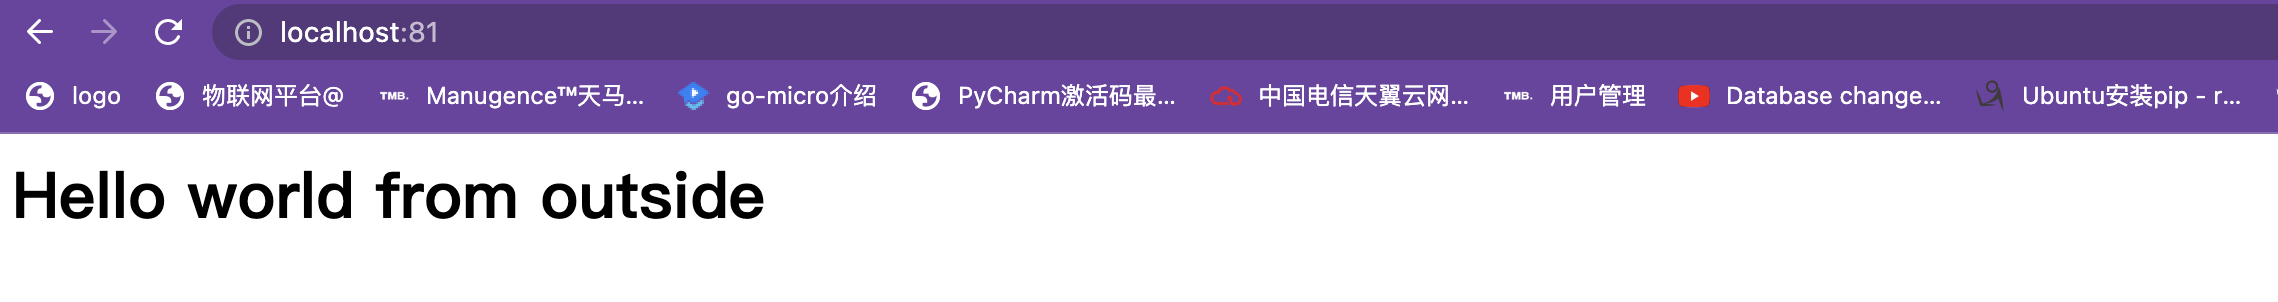 localhost:81
logo 物联网平台@ TMB. Manugence™天马... go-micro介绍 PyCharm激活码最... 中国电信天翼云网... TMB. 用户管理 Database change... Ubuntu安装pip - r...
Hello world from outside